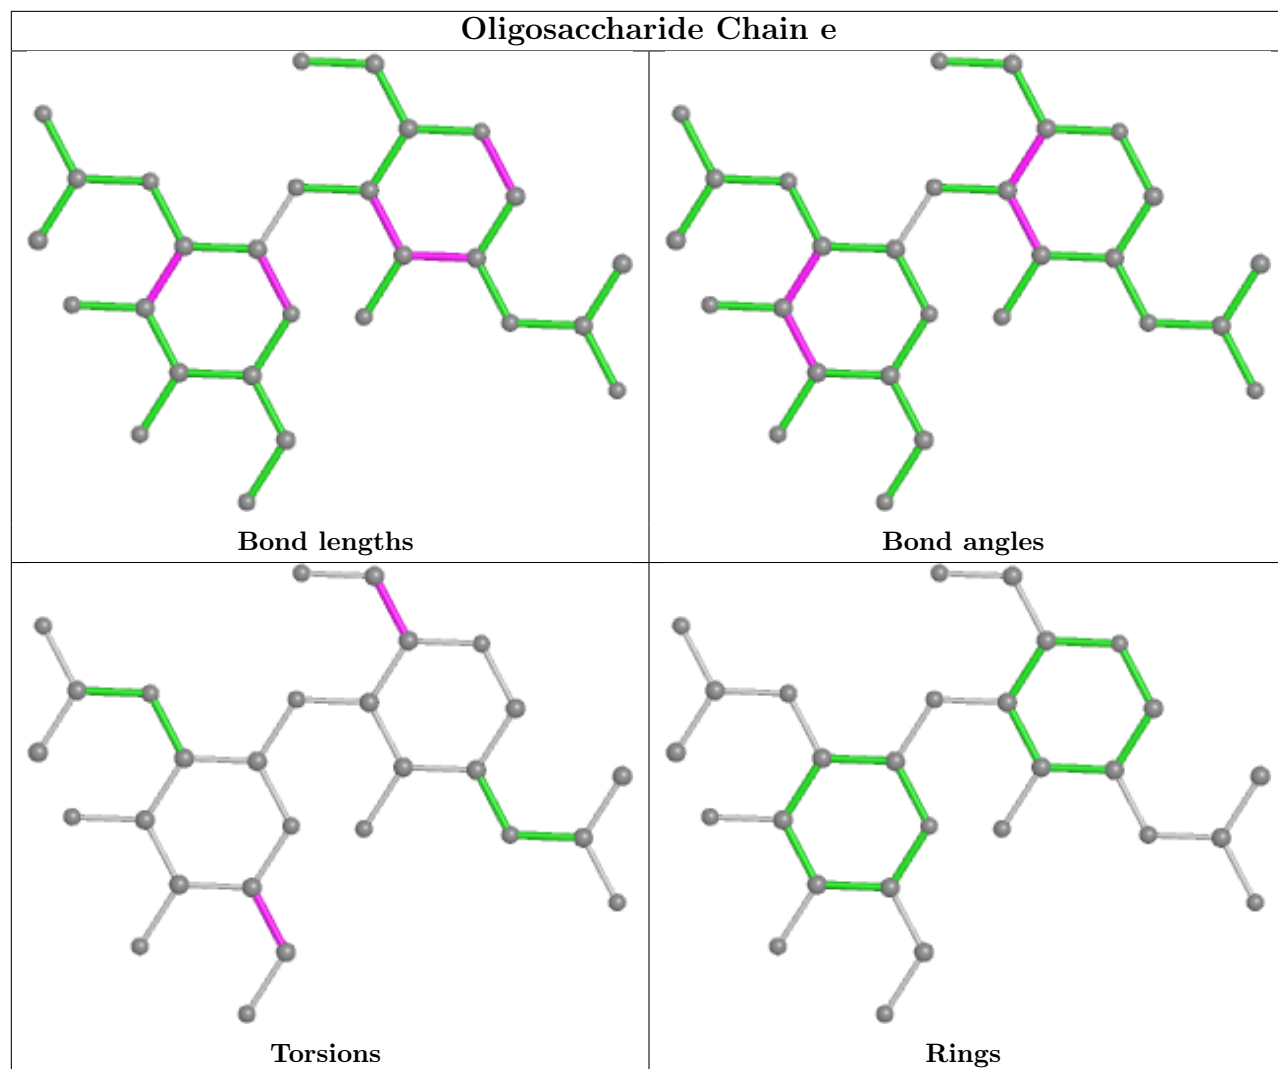 Oligosaccharide Chain e
Bond lengths
Bond angles
Torsions
Rings